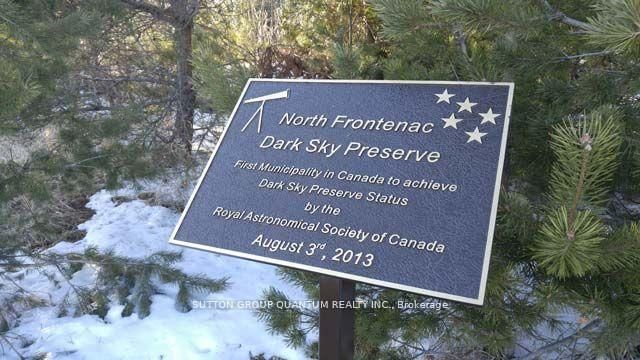 North Frontenac
Dark Sky Preserve
First Municipality in Canada to achieve
Dark Sky Preserve Status
by the
Royal Astronomical Society of Canada
August 3rd, 2013
SUTTON GROUP QUANTUM REALTY INC., Brokerage